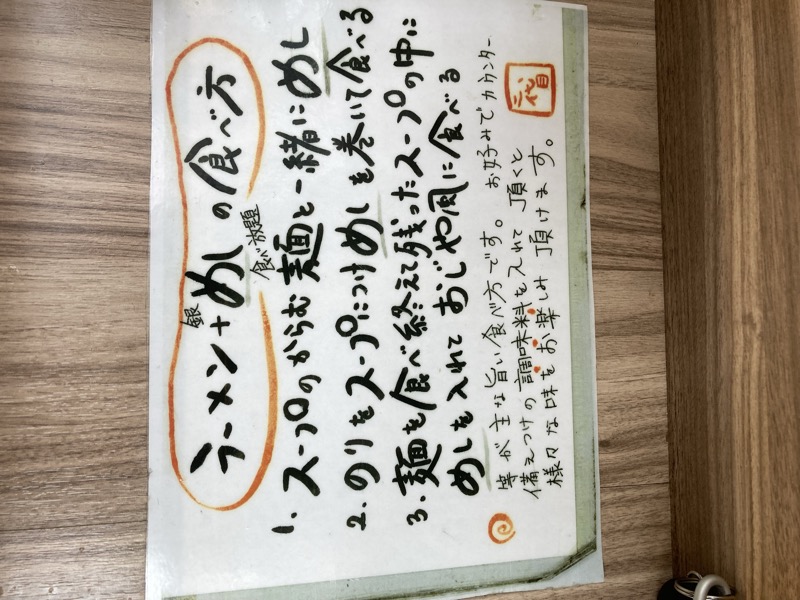 ラーメン+銀めしの食べ方
食べ放題
1. スープのからむ麺と一緒にめし
2. のりをスープにつけめしを巻いて食べる
3. 麺を食べ終えて残ったスープの中に
めしを入れて おじや風に食べる
等が主な旨い食べ方です。 お好みでカウンター
備えつけの調味料を入れて頂くと
様々な味をお楽しみ頂けます。
二代目